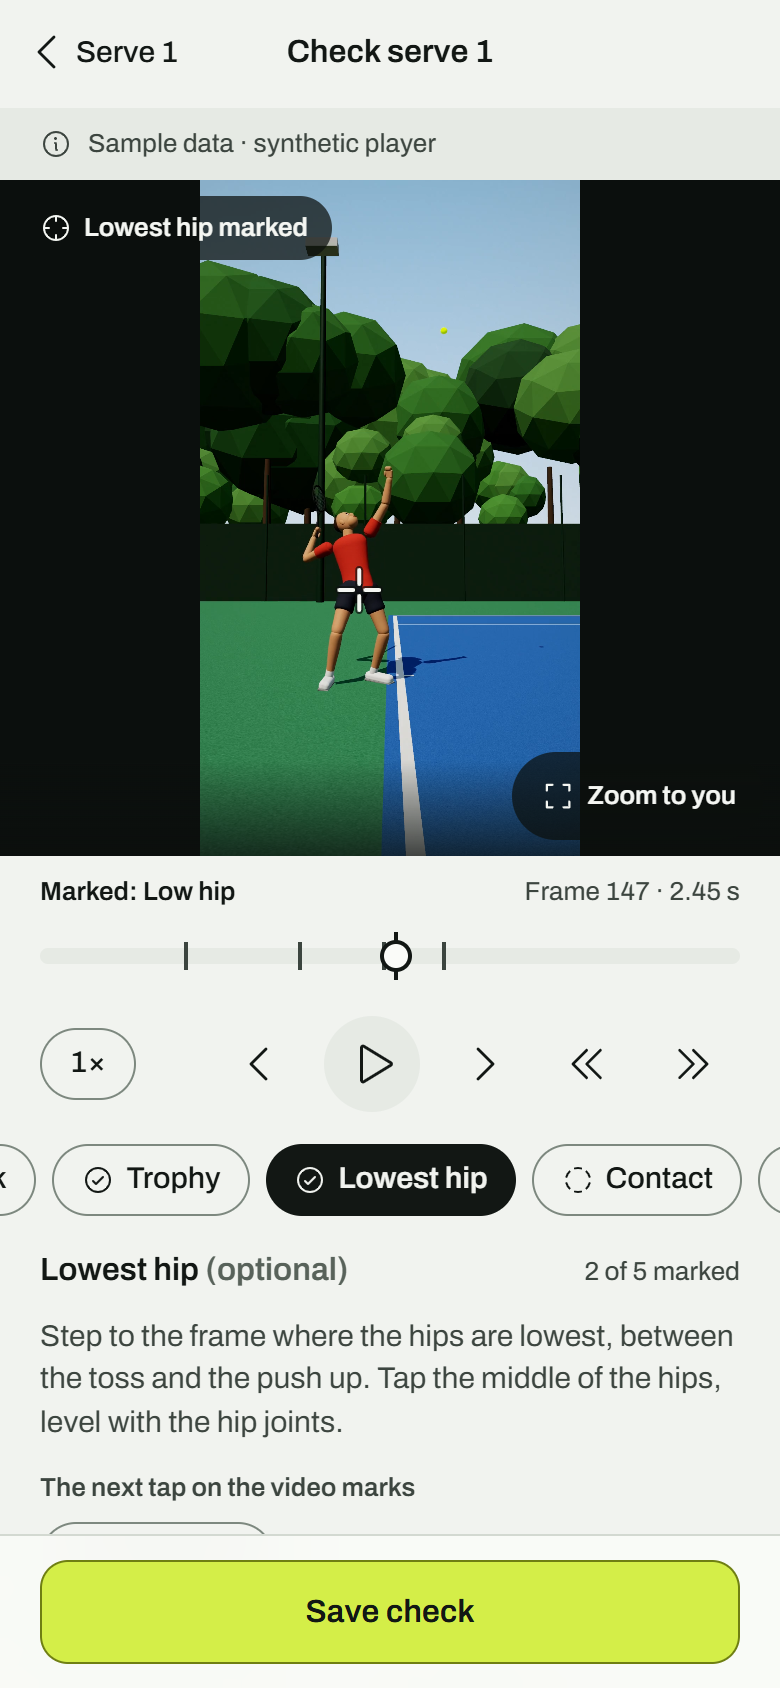 Serve 1
Check serve 1
Sample data · synthetic player
Lowest hip marked
Zoom to you
Marked: Low hip
Frame 147 · 2.45 s
1×
Trophy
Lowest hip
Contact
Lowest hip (optional)
2 of 5 marked
Step to the frame where the hips are lowest, between
the toss and the push up. Tap the middle of the hips,
level with the hip joints.
The next tap on the video marks
Save check